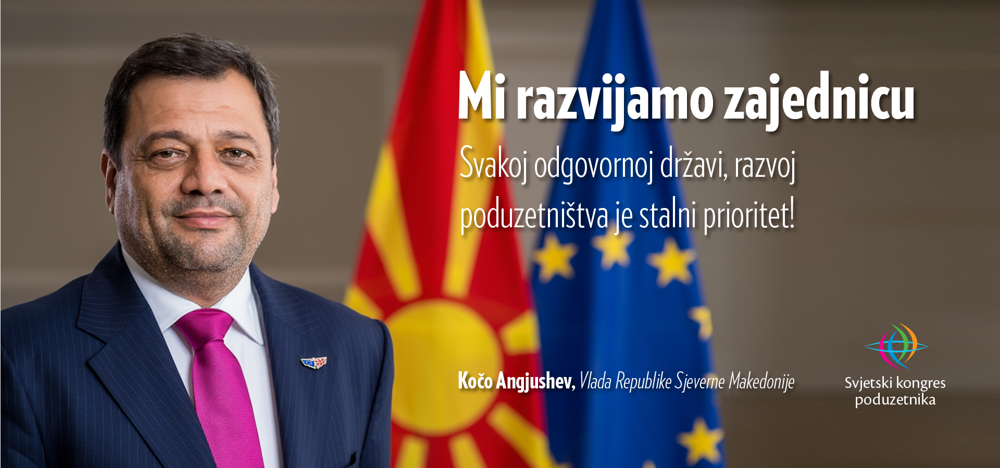 Mi razvijamo zajednicu
Svakoj odgovornoj državi, razvoj
poduzetništva je stalni prioritet!
Kočo Angjushev, Vlada Republike Sjeverne Makedonije
Svjetski kongres
poduzetnika